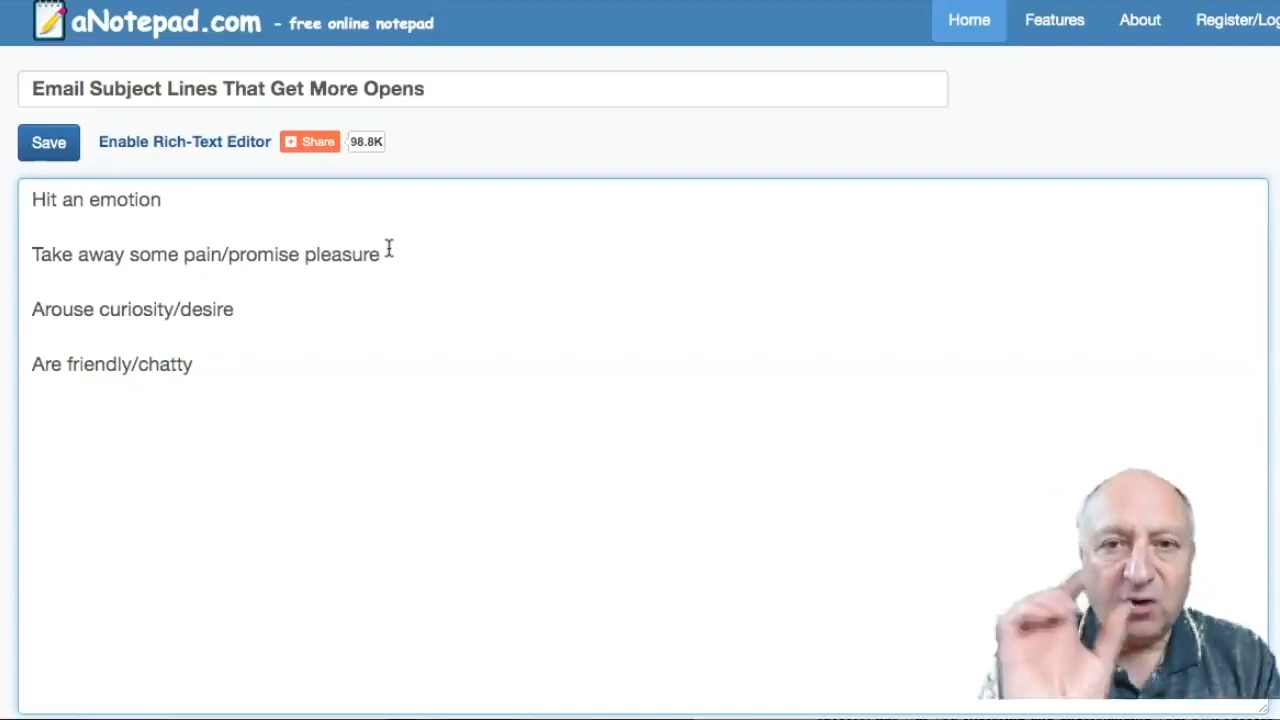 aNotepad.com - free online notepad
Home Features About Register/Log
Email Subject Lines That Get More Opens
Save Enable Rich-Text Editor Share 98.8K
Hit an emotion
Take away some pain/promise pleasure
Arouse curiosity/desire
Are friendly/chatty